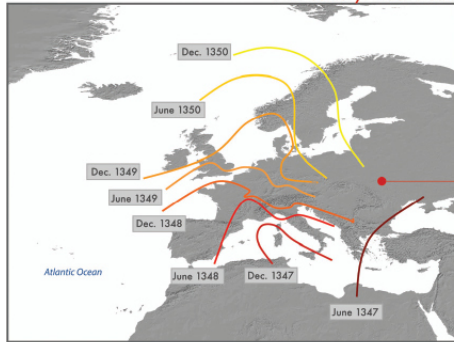 Dec. 1350
June 1350
Dec. 1349
June 1349
Dec. 1348
Atlantic Ocean
June 1348
Dec. 1347
June 1347